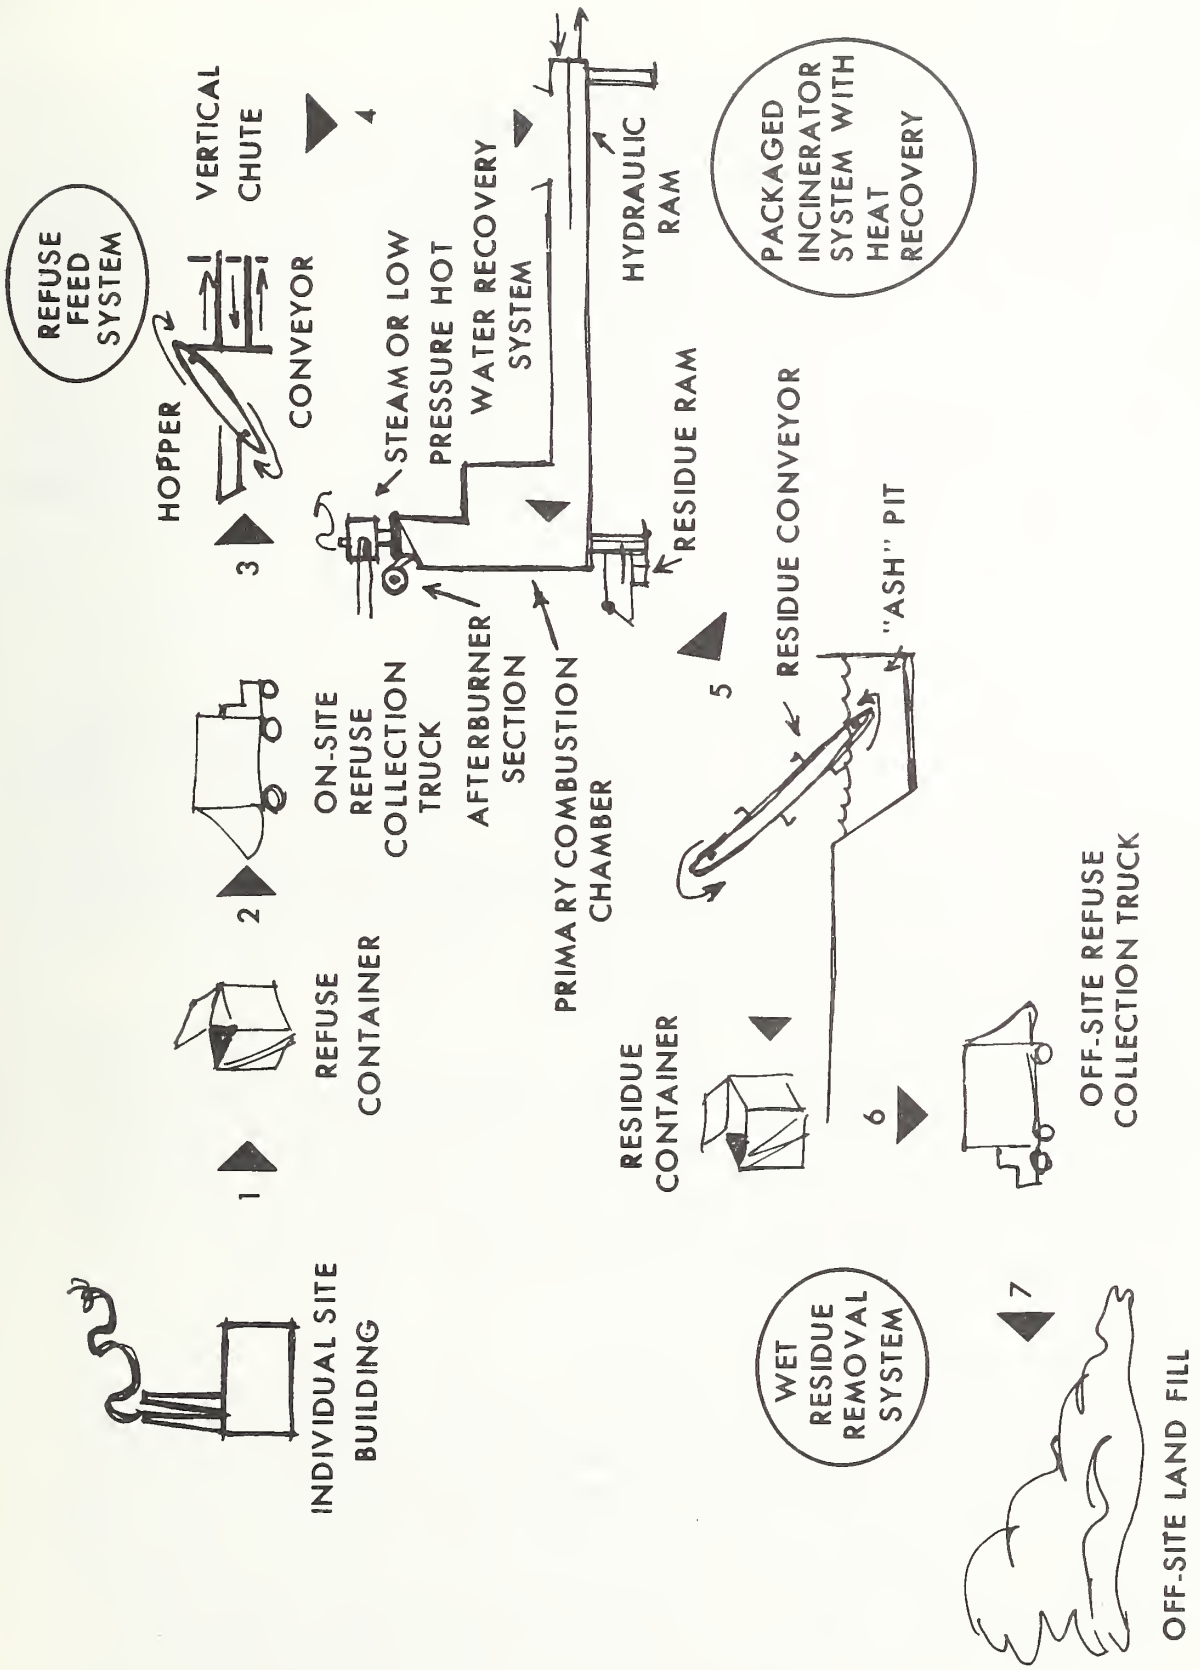 REFUSE
FEED
SYSTEM
INDIVIDUAL SITE
BUILDING
1
REFUSE
CONTAINER
2
ON-SITE
REFUSE
COLLECTION
TRUCK
3
HOPPER
CONVEYOR
VERTICAL
CHUTE
4
STEAM OR LOW
PRESSURE HOT
WATER RECOVERY
SYSTEM
AFTERBURNER
SECTION
PRIMARY COMBUSTION
CHAMBER
HYDRAULIC
RAM
RESIDUE RAM
PACKAGED
INCINERATOR
SYSTEM WITH
HEAT
RECOVERY
5
RESIDUE CONVEYOR
"ASH" PIT
RESIDUE
CONTAINER
6
OFF-SITE REFUSE
COLLECTION TRUCK
WET
RESIDUE
REMOVAL
SYSTEM
7
OFF-SITE LAND FILL